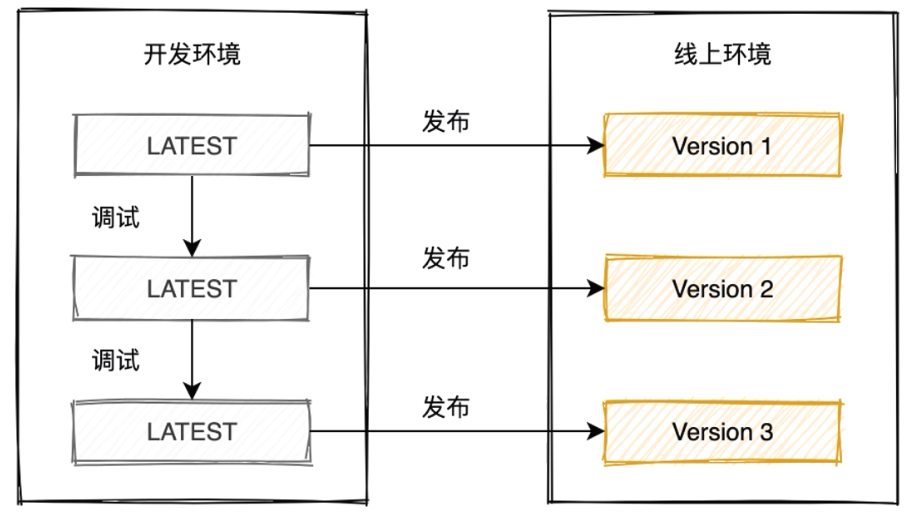 开发环境
线上环境
LATEST
发布
Version 1
调试
LATEST
发布
Version 2
调试
LATEST
发布
Version 3